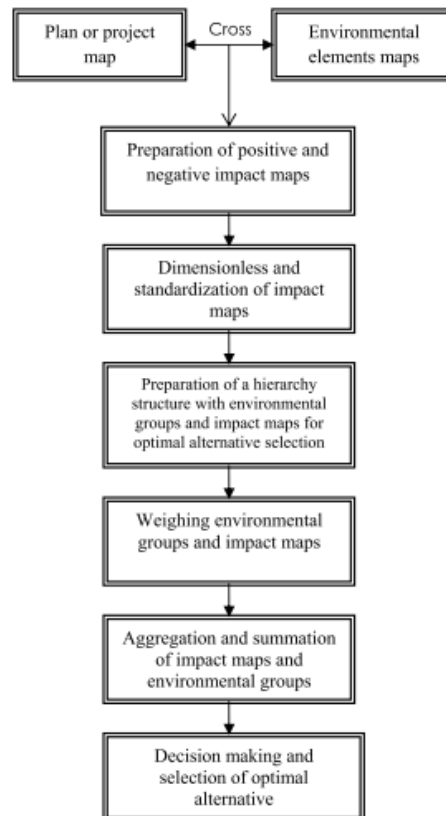 Plan or project
map
Cross
Environmental
elements maps
Preparation of positive and
negative impact maps
Dimensionless and
standardization of impact
maps
Preparation of a hierarchy
structure with environmental
groups and impact maps for
optimal alternative selection
Weighing environmental
groups and impact maps
Aggregation and summation
of impact maps and
environmental groups
Decision making and
selection of optimal
alternative